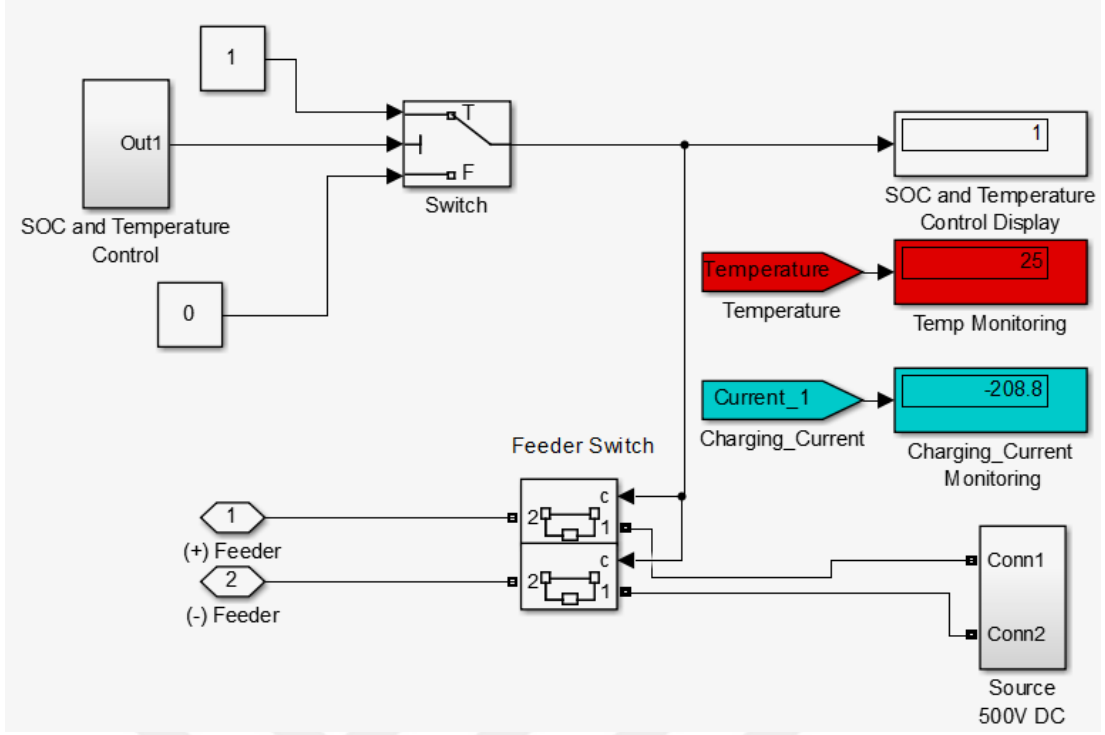 1
Out1
SOC and Temperature
Control
0
T
F
Switch
1
SOC and Temperature
Control Display
Temperature
Temperature
25
Temp Monitoring
Current_1
Charging_Current
-208.8
Charging_Current
Monitoring
Feeder Switch
c
2
1
c
2
1
1
(+) Feeder
2
(-) Feeder
Conn1
Conn2
Source
500V DC